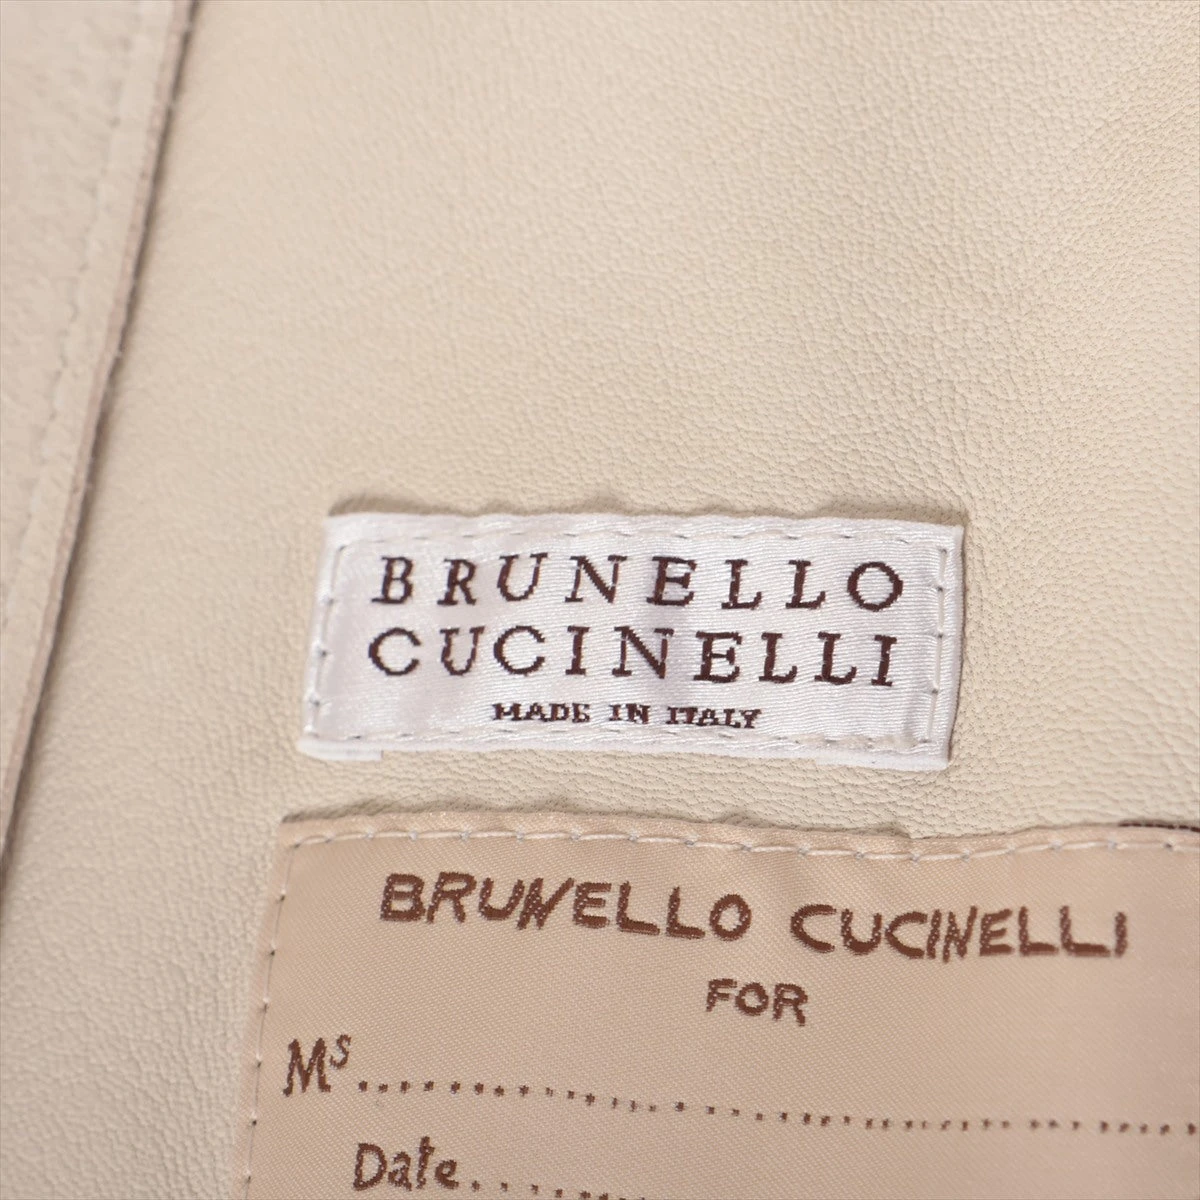 BRUNELLO
CUCINELLI
MADE IN ITALY
BRUNELLO CUCINELLI
FOR
Ms..............................
Date..............